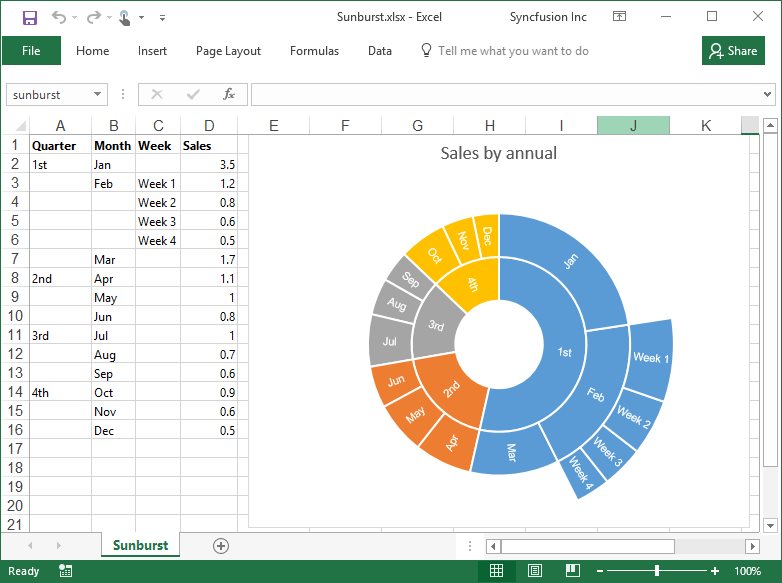 Sunburst.xlsx - Excel
Syncfusion Inc
File Home Insert Page Layout Formulas Data Tell me what you want to do Share
sunburst fx
A B C D E F G H I J K
1 Quarter Month Week Sales
2 1st Jan 3.5
3 Feb Week 1 1.2
4 Week 2 0.8
5 Week 3 0.6
6 Week 4 0.5
7 Mar 1.7
8 2nd Apr 1.1
9 May 1
10 Jun 0.8
11 3rd Jul 1
12 Aug 0.7
13 Sep 0.6
14 4th Oct 0.9
15 Nov 0.6
16 Dec 0.5
17
18
19
20
21
Sales by annual
1st
2nd
3rd
4th
Jan
Feb
Week 1
Week 2
Week 3
Week 4
Mar
Apr
May
Jun
Jul
Aug
Sep
Oct
Nov
Dec
Sunburst
Ready 100%